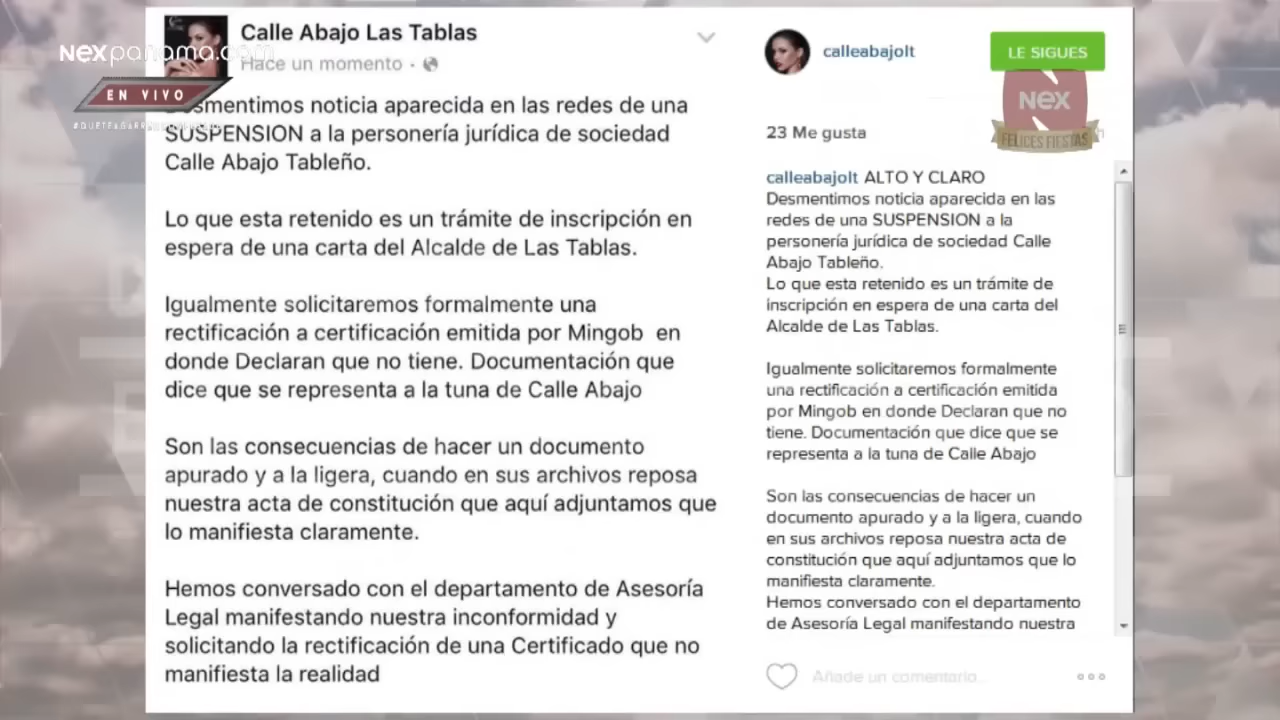 Calle Abajo Las Tablas
NEXpanama.com
Hace un momento
EN VIVO
Desmentimos noticia aparecida en las redes de una
SUSPENSION a la personería jurídica de sociedad
Calle Abajo Tableño.
Lo que esta retenido es un trámite de inscripción en
espera de una carta del Alcalde de Las Tablas.
Igualmente solicitaremos formalmente una
rectificación a certificación emitida por Mingob en
donde Declaran que no tiene. Documentación que
dice que se representa a la tuna de Calle Abajo
Son las consecuencias de hacer un documento
apurado y a la ligera, cuando en sus archivos reposa
nuestra acta de constitución que aquí adjuntamos que
lo manifiesta claramente.
Hemos conversado con el departamento de Asesoría
Legal manifestando nuestra inconformidad y
solicitando la rectificación de una Certificado que no
manifiesta la realidad
calleabajolt
LE SIGUES
NEX
FELICES FIESTAS
23 Me gusta
calleabajolt ALTO Y CLARO
Desmentimos noticia aparecida en las
redes de una SUSPENSION a la
personería jurídica de sociedad Calle
Abajo Tableño.
Lo que esta retenido es un trámite de
inscripción en espera de una carta del
Alcalde de Las Tablas.
Igualmente solicitaremos formalmente
una rectificación a certificación emitida
por Mingob en donde Declaran que no
tiene. Documentación que dice que se
representa a la tuna de Calle Abajo
Son las consecuencias de hacer un
documento apurado y a la ligera, cuando
en sus archivos reposa nuestra acta de
constitución que aquí adjuntamos que lo
manifiesta claramente.
Hemos conversado con el departamento
de Asesoría Legal manifestando nuestra
Añade un comentario...